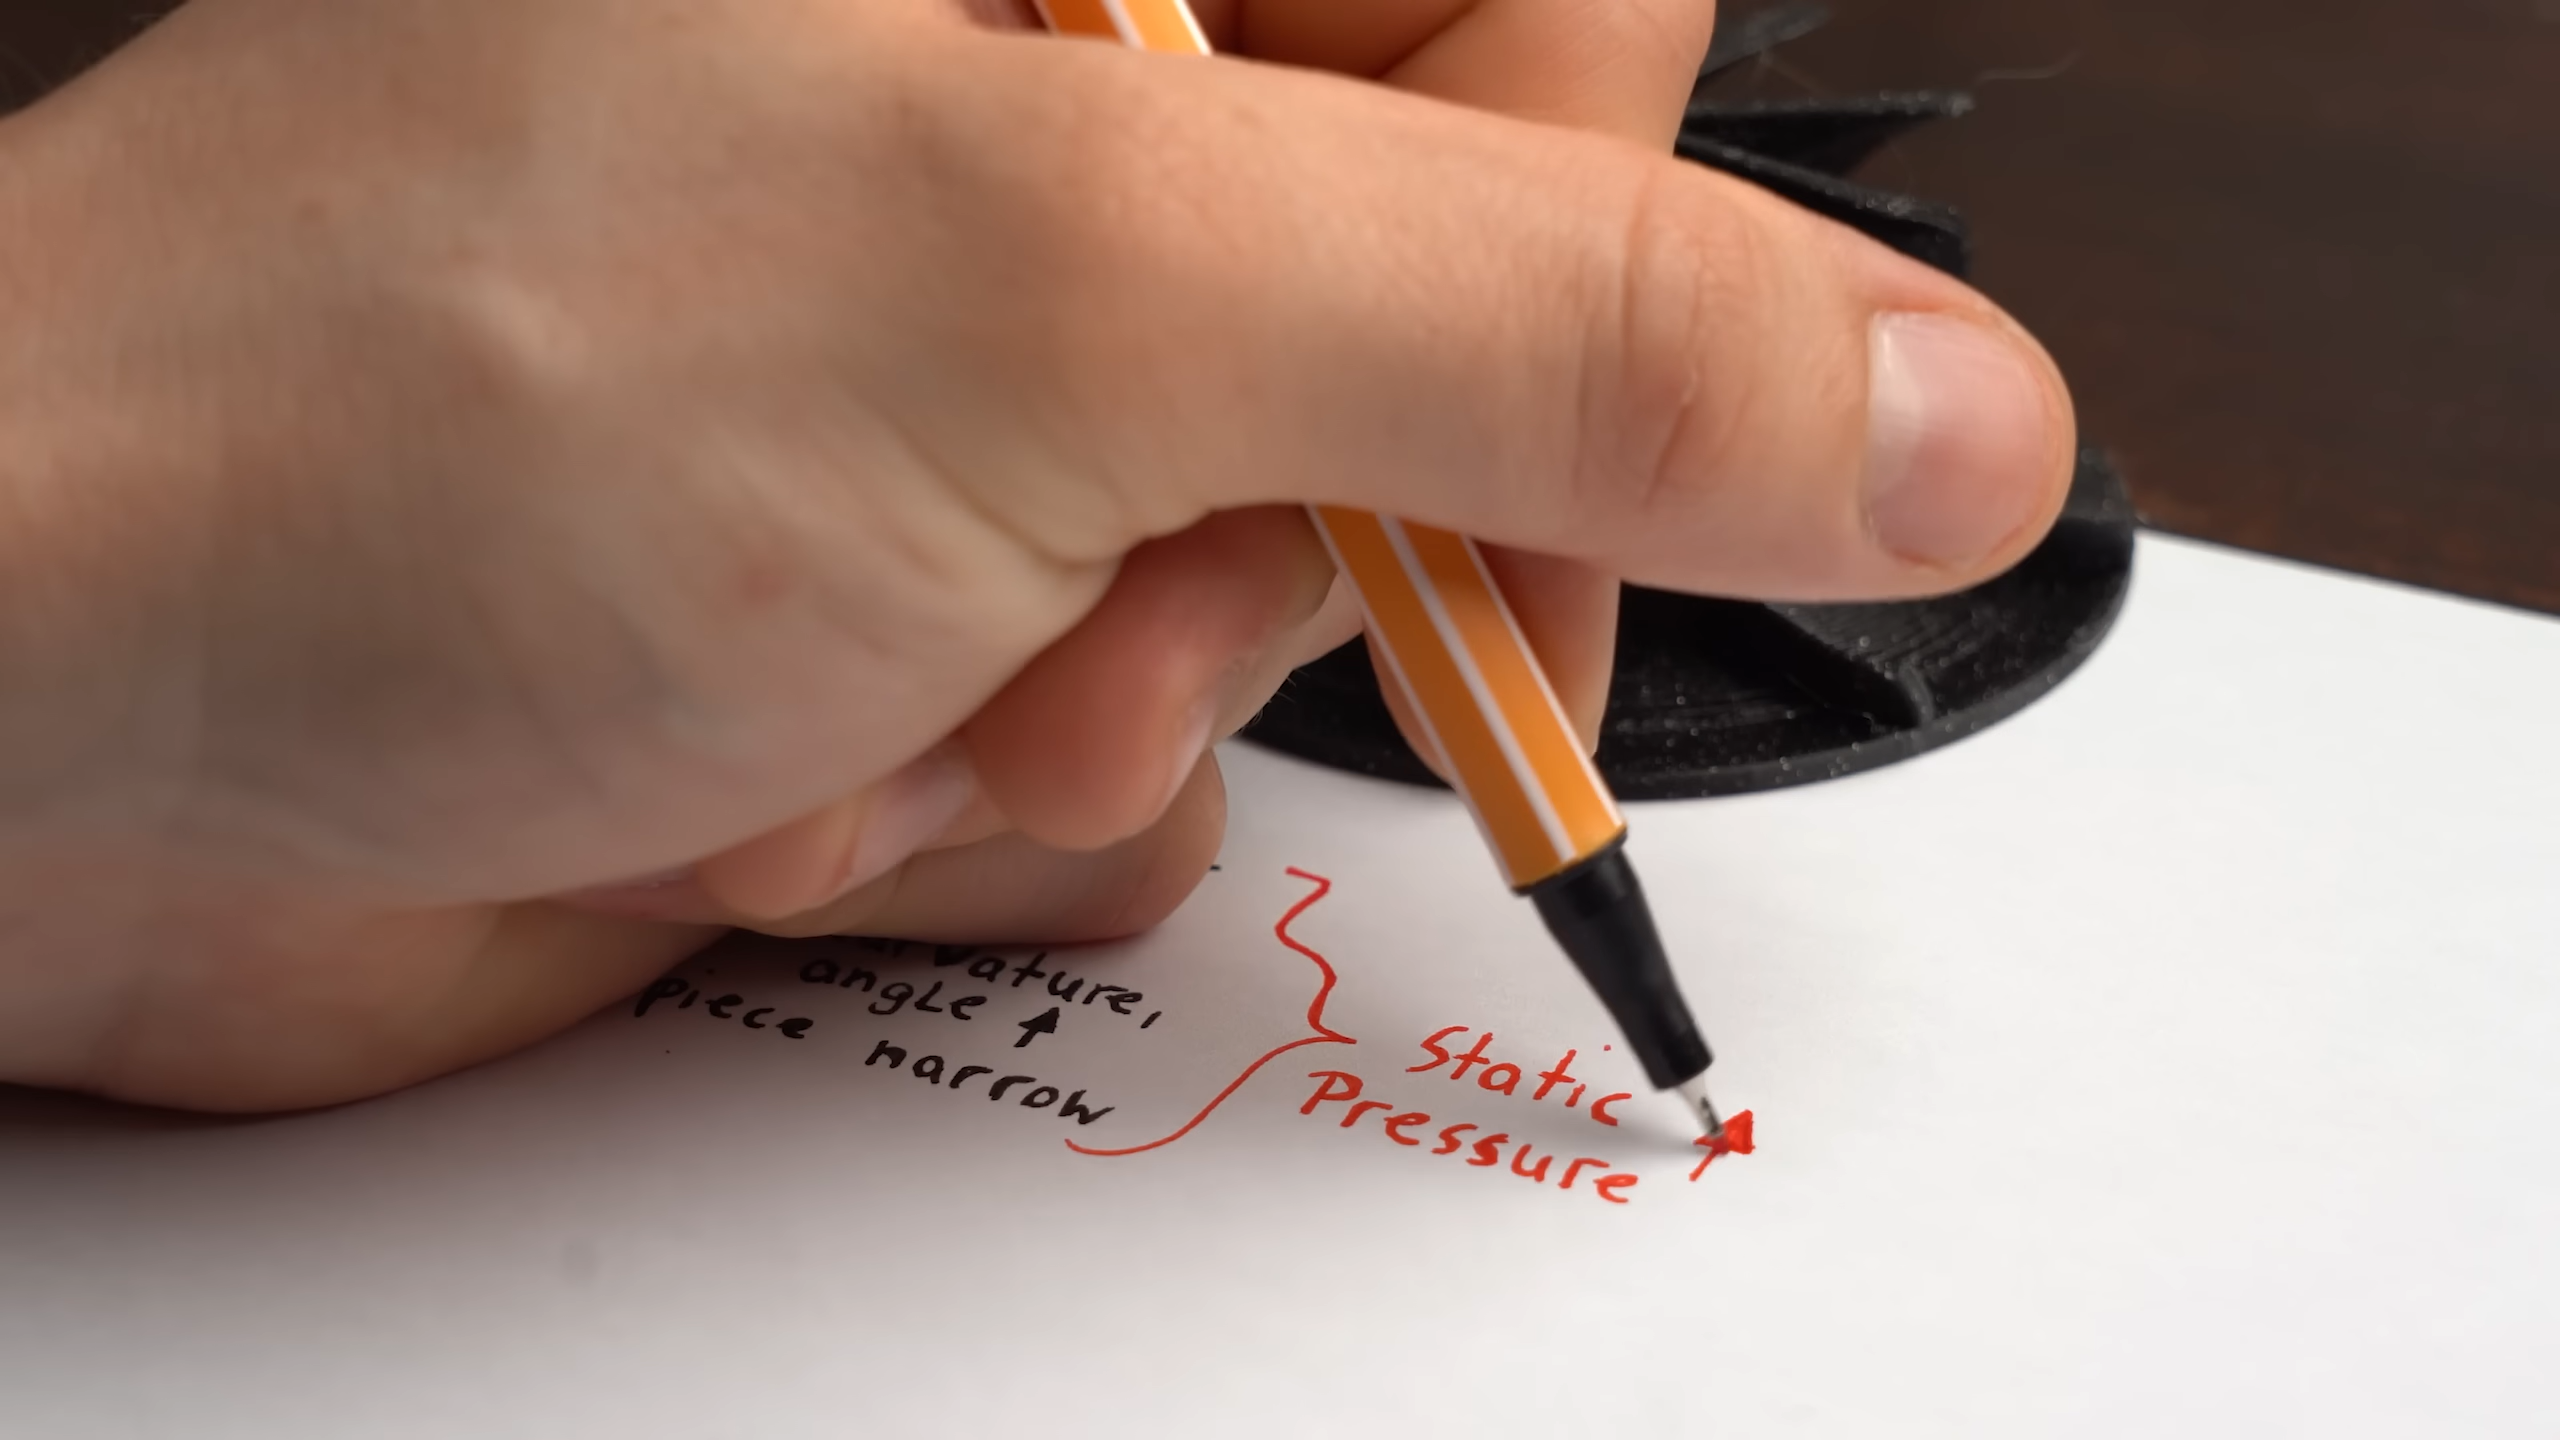 angle ↑
piece narrow
Static
Pressure ↑